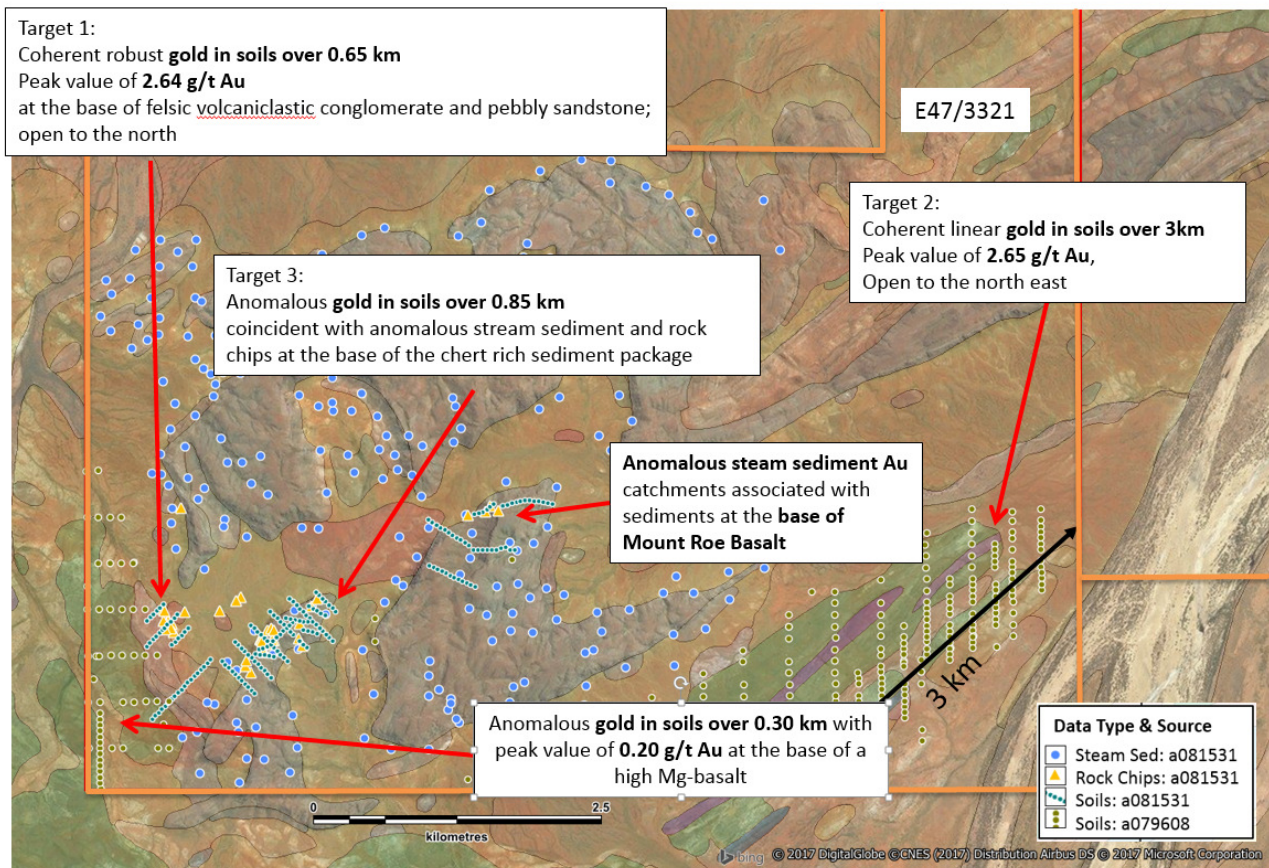 Target 1:
Coherent robust gold in soils over 0.65 km
Peak value of 2.64 g/t Au
at the base of felsic volcaniclastic conglomerate and pebbly sandstone;
open to the north
E47/3321
Target 2:
Coherent linear gold in soils over 3km
Peak value of 2.65 g/t Au,
Open to the north east
Target 3:
Anomalous gold in soils over 0.85 km
coincident with anomalous stream sediment and rock
chips at the base of the chert rich sediment package
Anomalous steam sediment Au
catchments associated with
sediments at the base of
Mount Roe Basalt
3 km
Anomalous gold in soils over 0.30 km with
peak value of 0.20 g/t Au at the base of a
high Mg-basalt
Data Type & Source
Steam Sed: a081531
Rock Chips: a081531
Soils: a081531
Soils: a079608
0 2.5
kilometres
bing © 2017 DigitalGlobe ©CNES (2017) Distribution Airbus DS © 2017 Microsoft Corporation